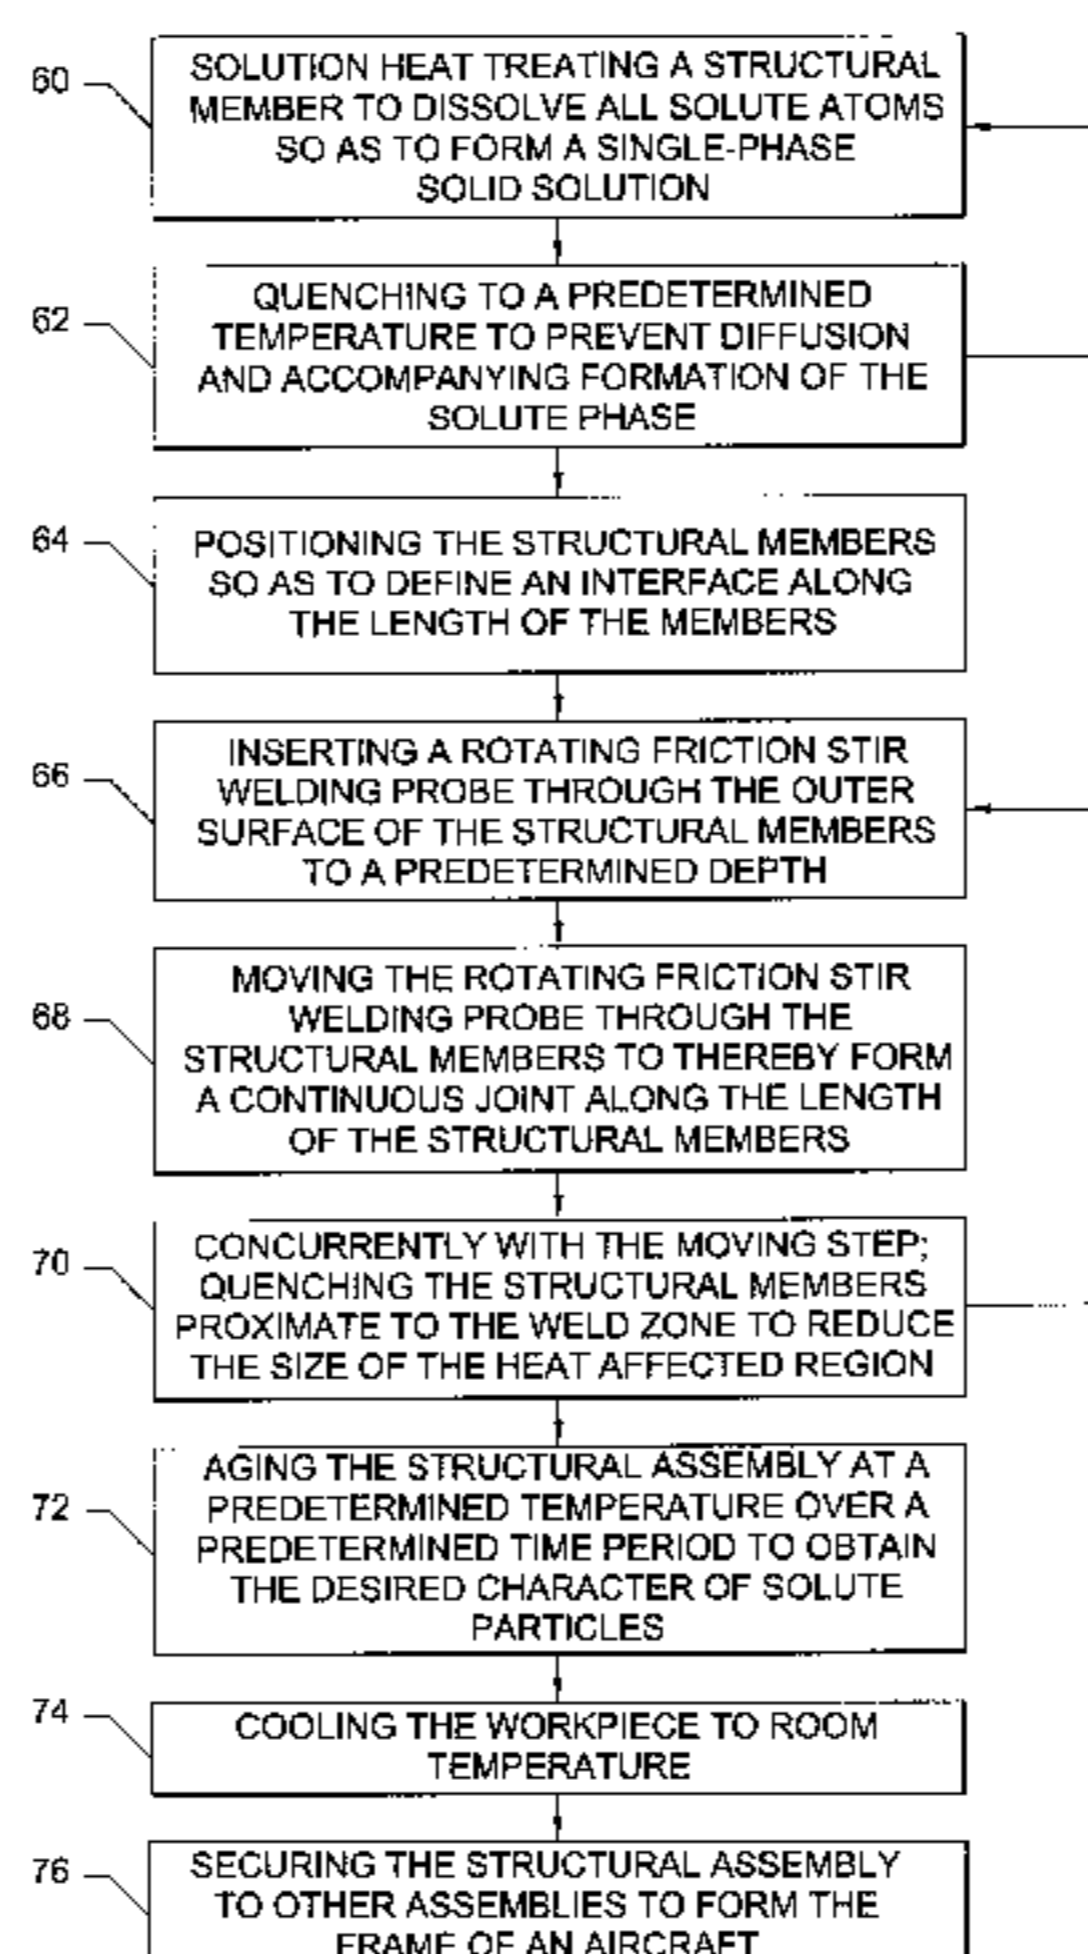 60
SOLUTION HEAT TREATING A STRUCTURAL
MEMBER TO DISSOLVE ALL SOLUTE ATOMS
SO AS TO FORM A SINGLE-PHASE
SOLID SOLUTION
62
QUENCHING TO A PREDETERMINED
TEMPERATURE TO PREVENT DIFFUSION
AND ACCOMPANYING FORMATION OF THE
SOLUTE PHASE
64
POSITIONING THE STRUCTURAL MEMBERS
SO AS TO DEFINE AN INTERFACE ALONG
THE LENGTH OF THE MEMBERS
66
INSERTING A ROTATING FRICTION STIR
WELDING PROBE THROUGH THE OUTER
SURFACE OF THE STRUCTURAL MEMBERS
TO A PREDETERMINED DEPTH
68
MOVING THE ROTATING FRICTION STIR
WELDING PROBE THROUGH THE
STRUCTURAL MEMBERS TO THEREBY FORM
A CONTINUOUS JOINT ALONG THE LENGTH
OF THE STRUCTURAL MEMBERS
70
CONCURRENTLY WITH THE MOVING STEP;
QUENCHING THE STRUCTURAL MEMBERS
PROXIMATE TO THE WELD ZONE TO REDUCE
THE SIZE OF THE HEAT AFFECTED REGION
72
AGING THE STRUCTURAL ASSEMBLY AT A
PREDETERMINED TEMPERATURE OVER A
PREDETERMINED TIME PERIOD TO OBTAIN
THE DESIRED CHARACTER OF SOLUTE
PARTICLES
74
COOLING THE WORKPIECE TO ROOM
TEMPERATURE
76
SECURING THE STRUCTURAL ASSEMBLY
TO OTHER ASSEMBLIES TO FORM THE
FRAME OF AN AIRCRAFT